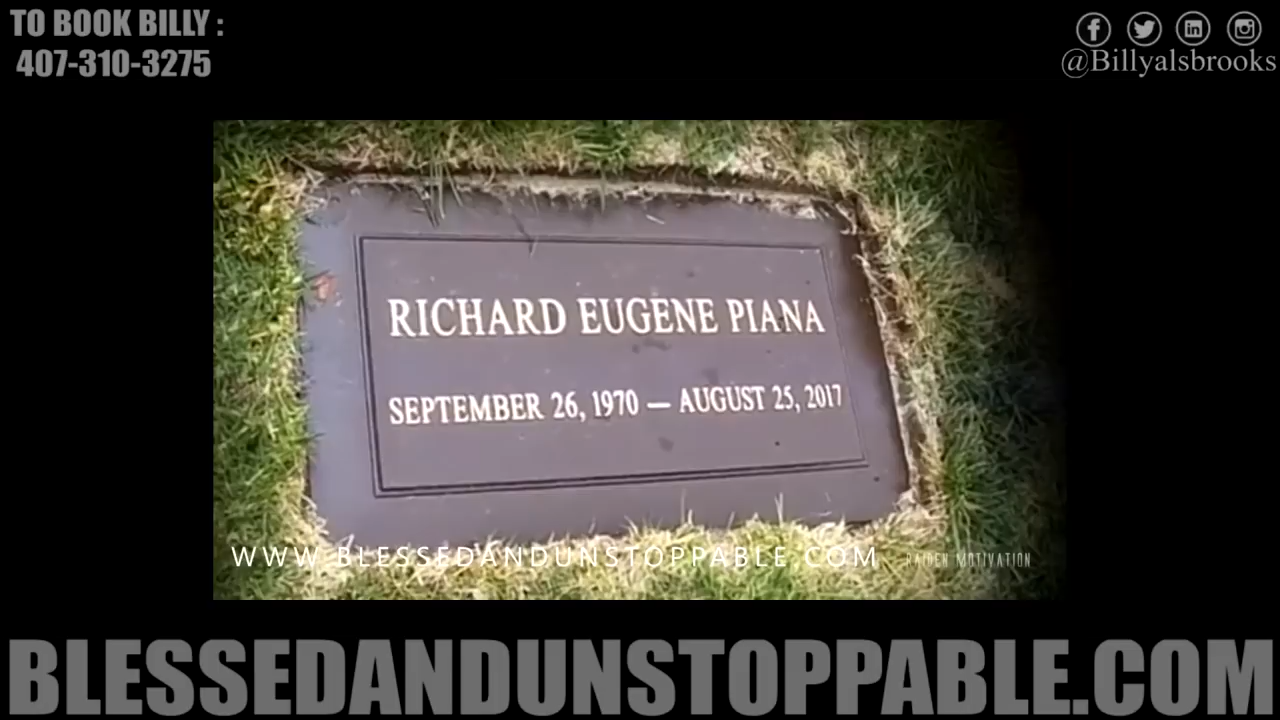 TO BOOK BILLY :
407-310-3275
@Billyalsbrooks
RICHARD EUGENE PIANA
SEPTEMBER 26, 1970 — AUGUST 25, 2017
WWW.BLESSEDANDUNSTOPPABLE.COM
RAIDEN MOTIVATION
BLESSEDANDUNSTOPPABLE.COM